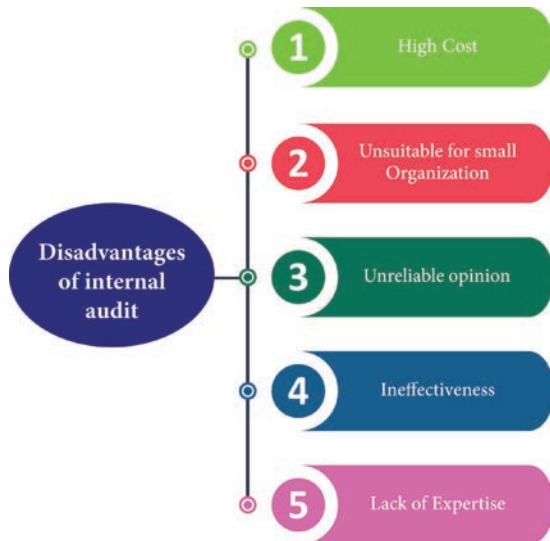 Disadvantages
of internal
audit
1
High Cost
2
Unsuitable for small
Organization
3
Unreliable opinion
4
Ineffectiveness
5
Lack of Expertise